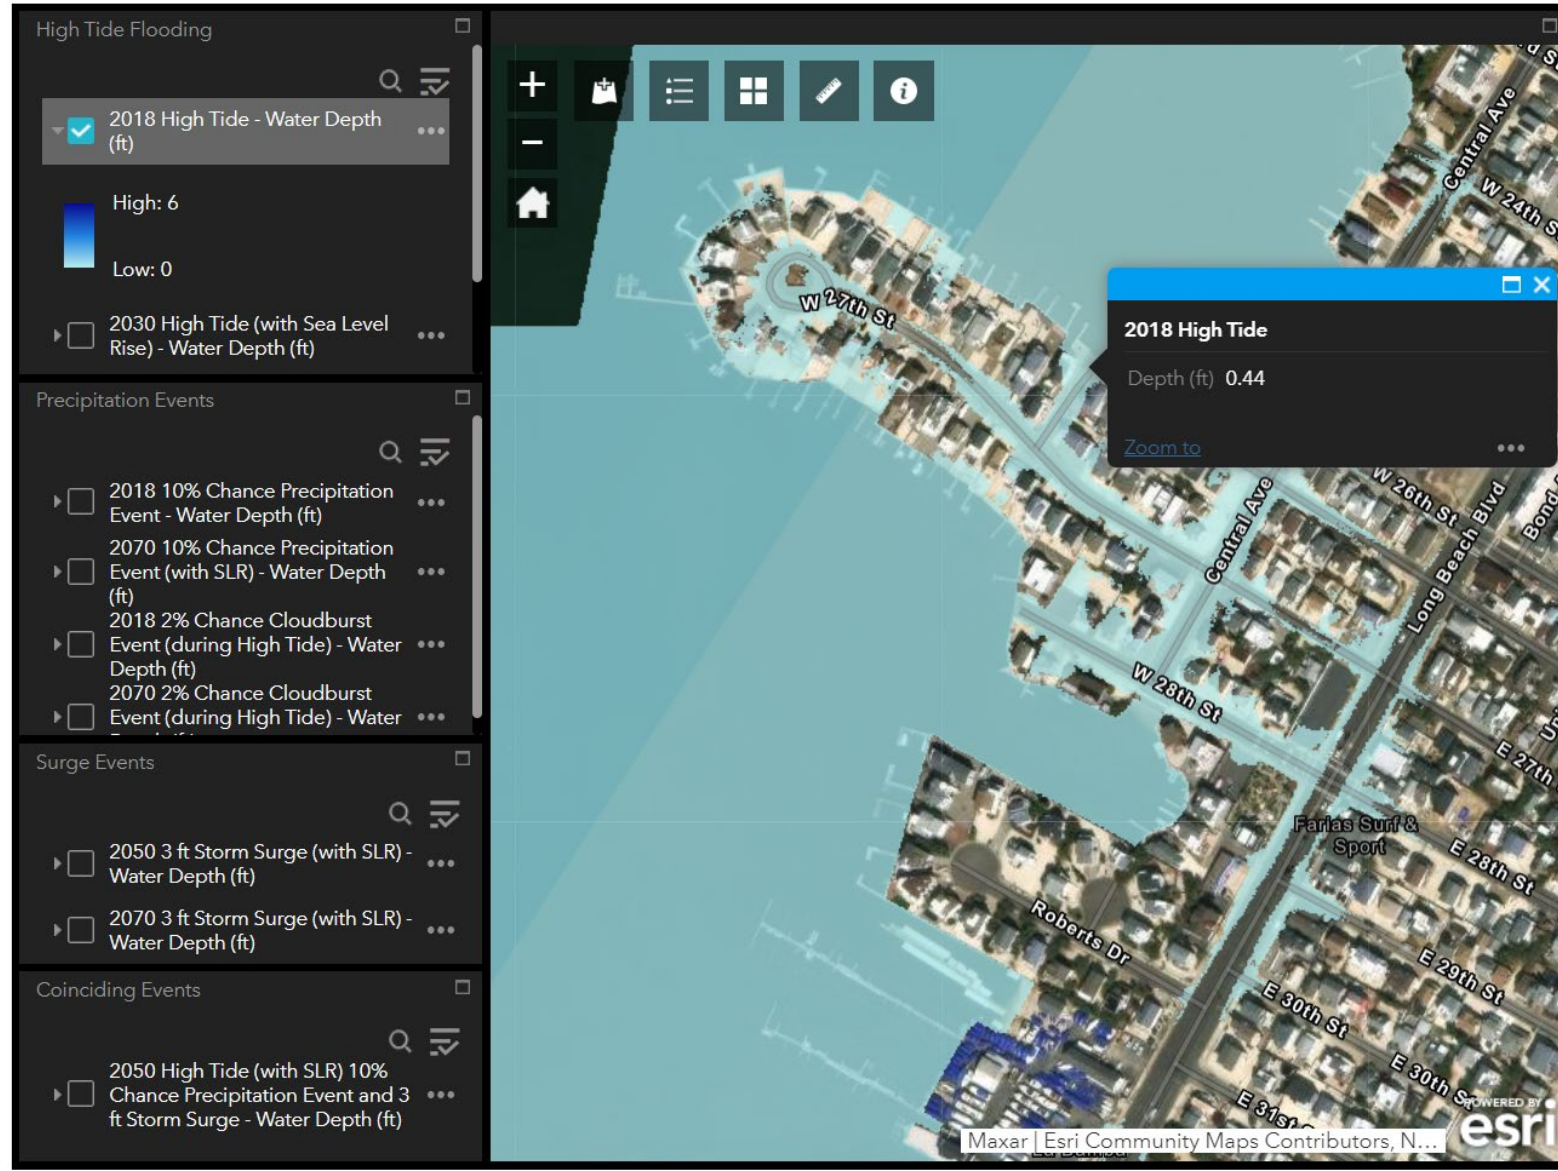 High Tide Flooding
2018 High Tide - Water Depth
(ft)
High: 6
Low: 0
2030 High Tide (with Sea Level
Rise) - Water Depth (ft)
Precipitation Events
2018 10% Chance Precipitation
Event - Water Depth (ft)
2070 10% Chance Precipitation
Event (with SLR) - Water Depth
(ft)
2018 2% Chance Cloudburst
Event (during High Tide) - Water
Depth (ft)
2070 2% Chance Cloudburst
Event (during High Tide) - Water
Surge Events
2050 3 ft Storm Surge (with SLR) -
Water Depth (ft)
2070 3 ft Storm Surge (with SLR) -
Water Depth (ft)
Coinciding Events
2050 High Tide (with SLR) 10%
Chance Precipitation Event and 3
ft Storm Surge - Water Depth (ft)
Central Ave
W 24th S
W 27th St
2018 High Tide
Depth (ft) 0.44
Zoom to
W 26th St
Central Ave
Long Beach Blvd
Bond
W 28th St
E 27th
Farias Surf &
Sport
E 28th St
Roberts Dr
E 29th St
E 30th St
E 30th S
E 31st
POWERED BY
esri
Maxar | Esri Community Maps Contributors, N...